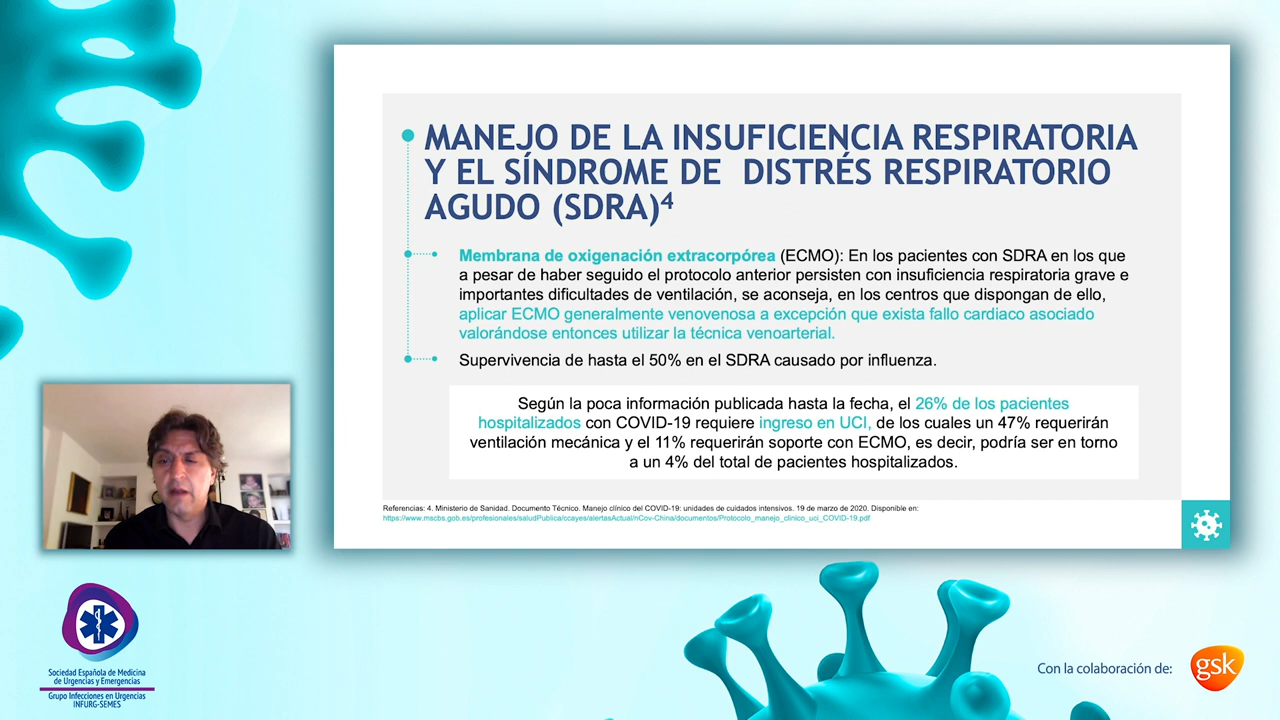 MANEJO DE LA INSUFICIENCIA RESPIRATORIA
Y EL SÍNDROME DE DISTRÉS RESPIRATORIO
AGUDO (SDRA)4
Membrana de oxigenación extracorpórea (ECMO): En los pacientes con SDRA en los que
a pesar de haber seguido el protocolo anterior persisten con insuficiencia respiratoria grave e
importantes dificultades de ventilación, se aconseja, en los centros que dispongan de ello,
aplicar ECMO generalmente venovenosa a excepción que exista fallo cardiaco asociado
valorándose entonces utilizar la técnica venoarterial.
Supervivencia de hasta el 50% en el SDRA causado por influenza.
Según la poca información publicada hasta la fecha, el 26% de los pacientes
hospitalizados con COVID-19 requiere ingreso en UCI, de los cuales un 47% requerirán
ventilación mecánica y el 11% requerirán soporte con ECMO, es decir, podría ser en torno
a un 4% del total de pacientes hospitalizados.
Referencias: 4. Ministerio de Sanidad. Documento Técnico. Manejo clínico del COVID-19: unidades de cuidados intensivos. 19 de marzo de 2020. Disponible en:
https://www.mscbs.gob.es/profesionales/saludPublica/ccayes/alertasActual/nCov-China/documentos/Protocolo_manejo_clinico_uci_COVID-19.pdf
Sociedad Española de Medicina
de Urgencias y Emergencias
Grupo Infecciones en Urgencias
INFURG-SEMES
Con la colaboración de:
gsk